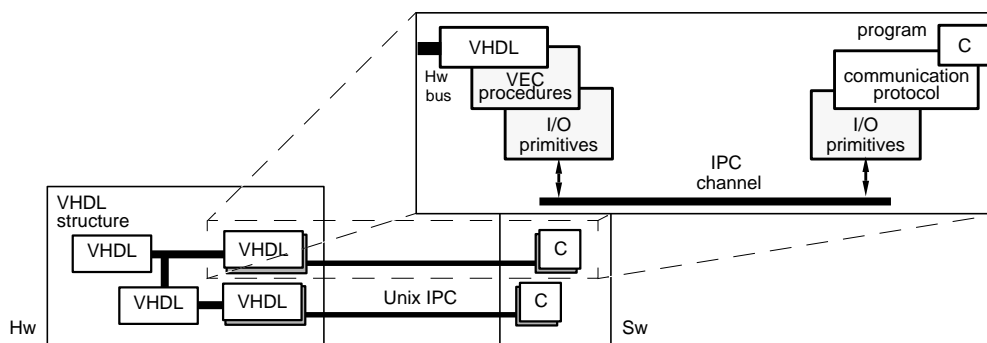 program
C
VHDL
Hw
bus
VEC
procedures
communication
protocol
I/O
primitives
I/O
primitives
IPC
channel
VHDL
structure
VHDL
VHDL
C
VHDL
VHDL
Unix IPC
C
Hw
Sw